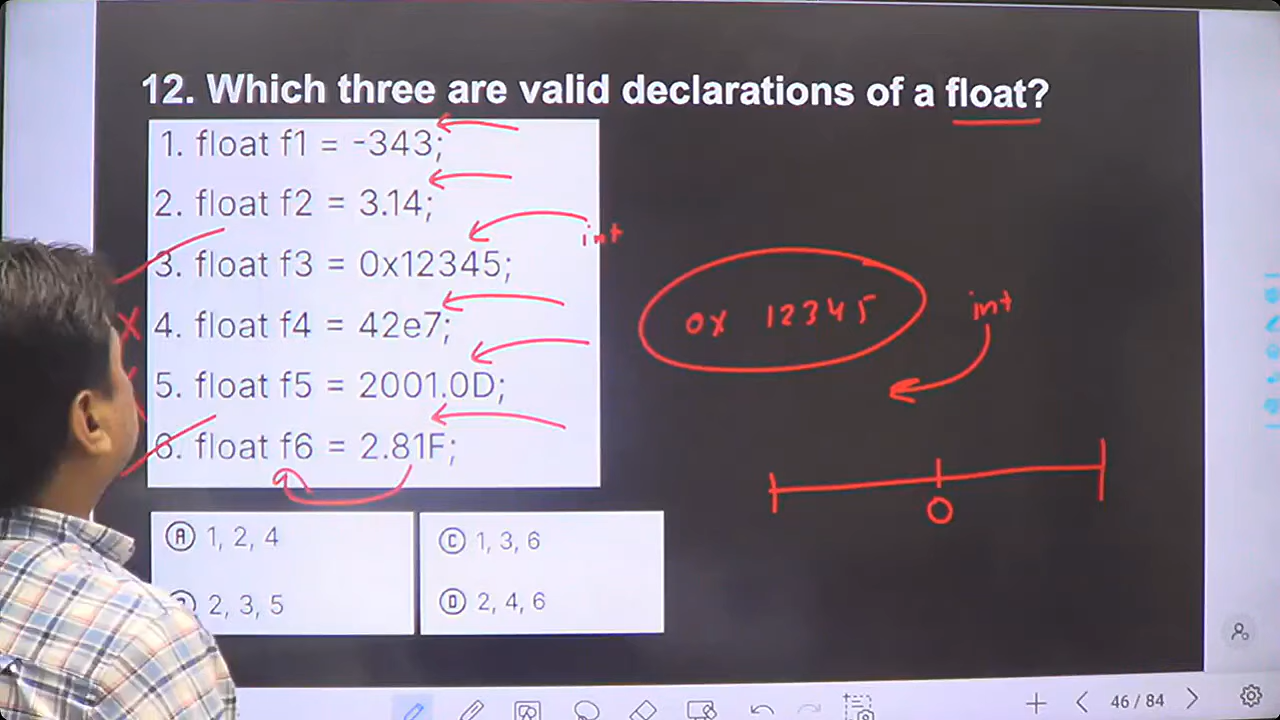 12. Which three are valid declarations of a float?
1. float f1 = -343;
2. float f2 = 3.14;
int
3. float f3 = 0x12345;
4. float f4 = 42e7;
5. float f5 = 2001.0D;
6. float f6 = 2.81F;
0x 12345
int
0
A 1, 2, 4
C 1, 3, 6
2, 3, 5
D 2, 4, 6
46 / 84